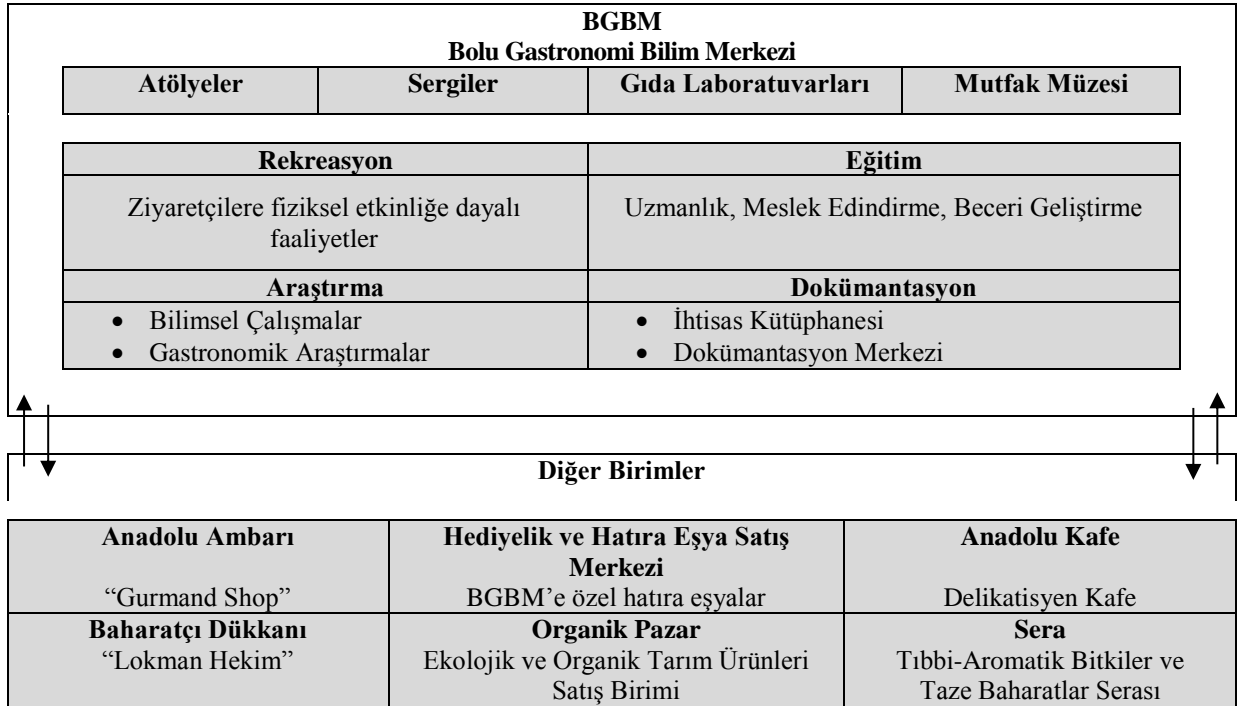 BGBM
Bolu Gastronomi Bilim Merkezi
Atölyeler Sergiler Gıda Laboratuvarları Mutfak Müzesi
Rekreasyon Eğitim
Ziyaretçilere fiziksel etkinliğe dayalı
faaliyetler
Uzmanlık, Meslek Edindirme, Beceri Geliştirme
Araştırma Dokümantasyon
• Bilimsel Çalışmalar
• Gastronomik Araştırmalar
• İhtisas Kütüphanesi
• Dokümantasyon Merkezi
Diğer Birimler
Anadolu Ambarı
“Gurmand Shop”
Hediyelik ve Hatıra Eşya Satış
Merkezi
BGBM’e özel hatıra eşyalar
Anadolu Kafe
Delikatisyen Kafe
Baharatçı Dükkanı
“Lokman Hekim”
Organik Pazar
Ekolojik ve Organik Tarım Ürünleri
Satış Birimi
Sera
Tıbbi-Aromatik Bitkiler ve
Taze Baharatlar Serası